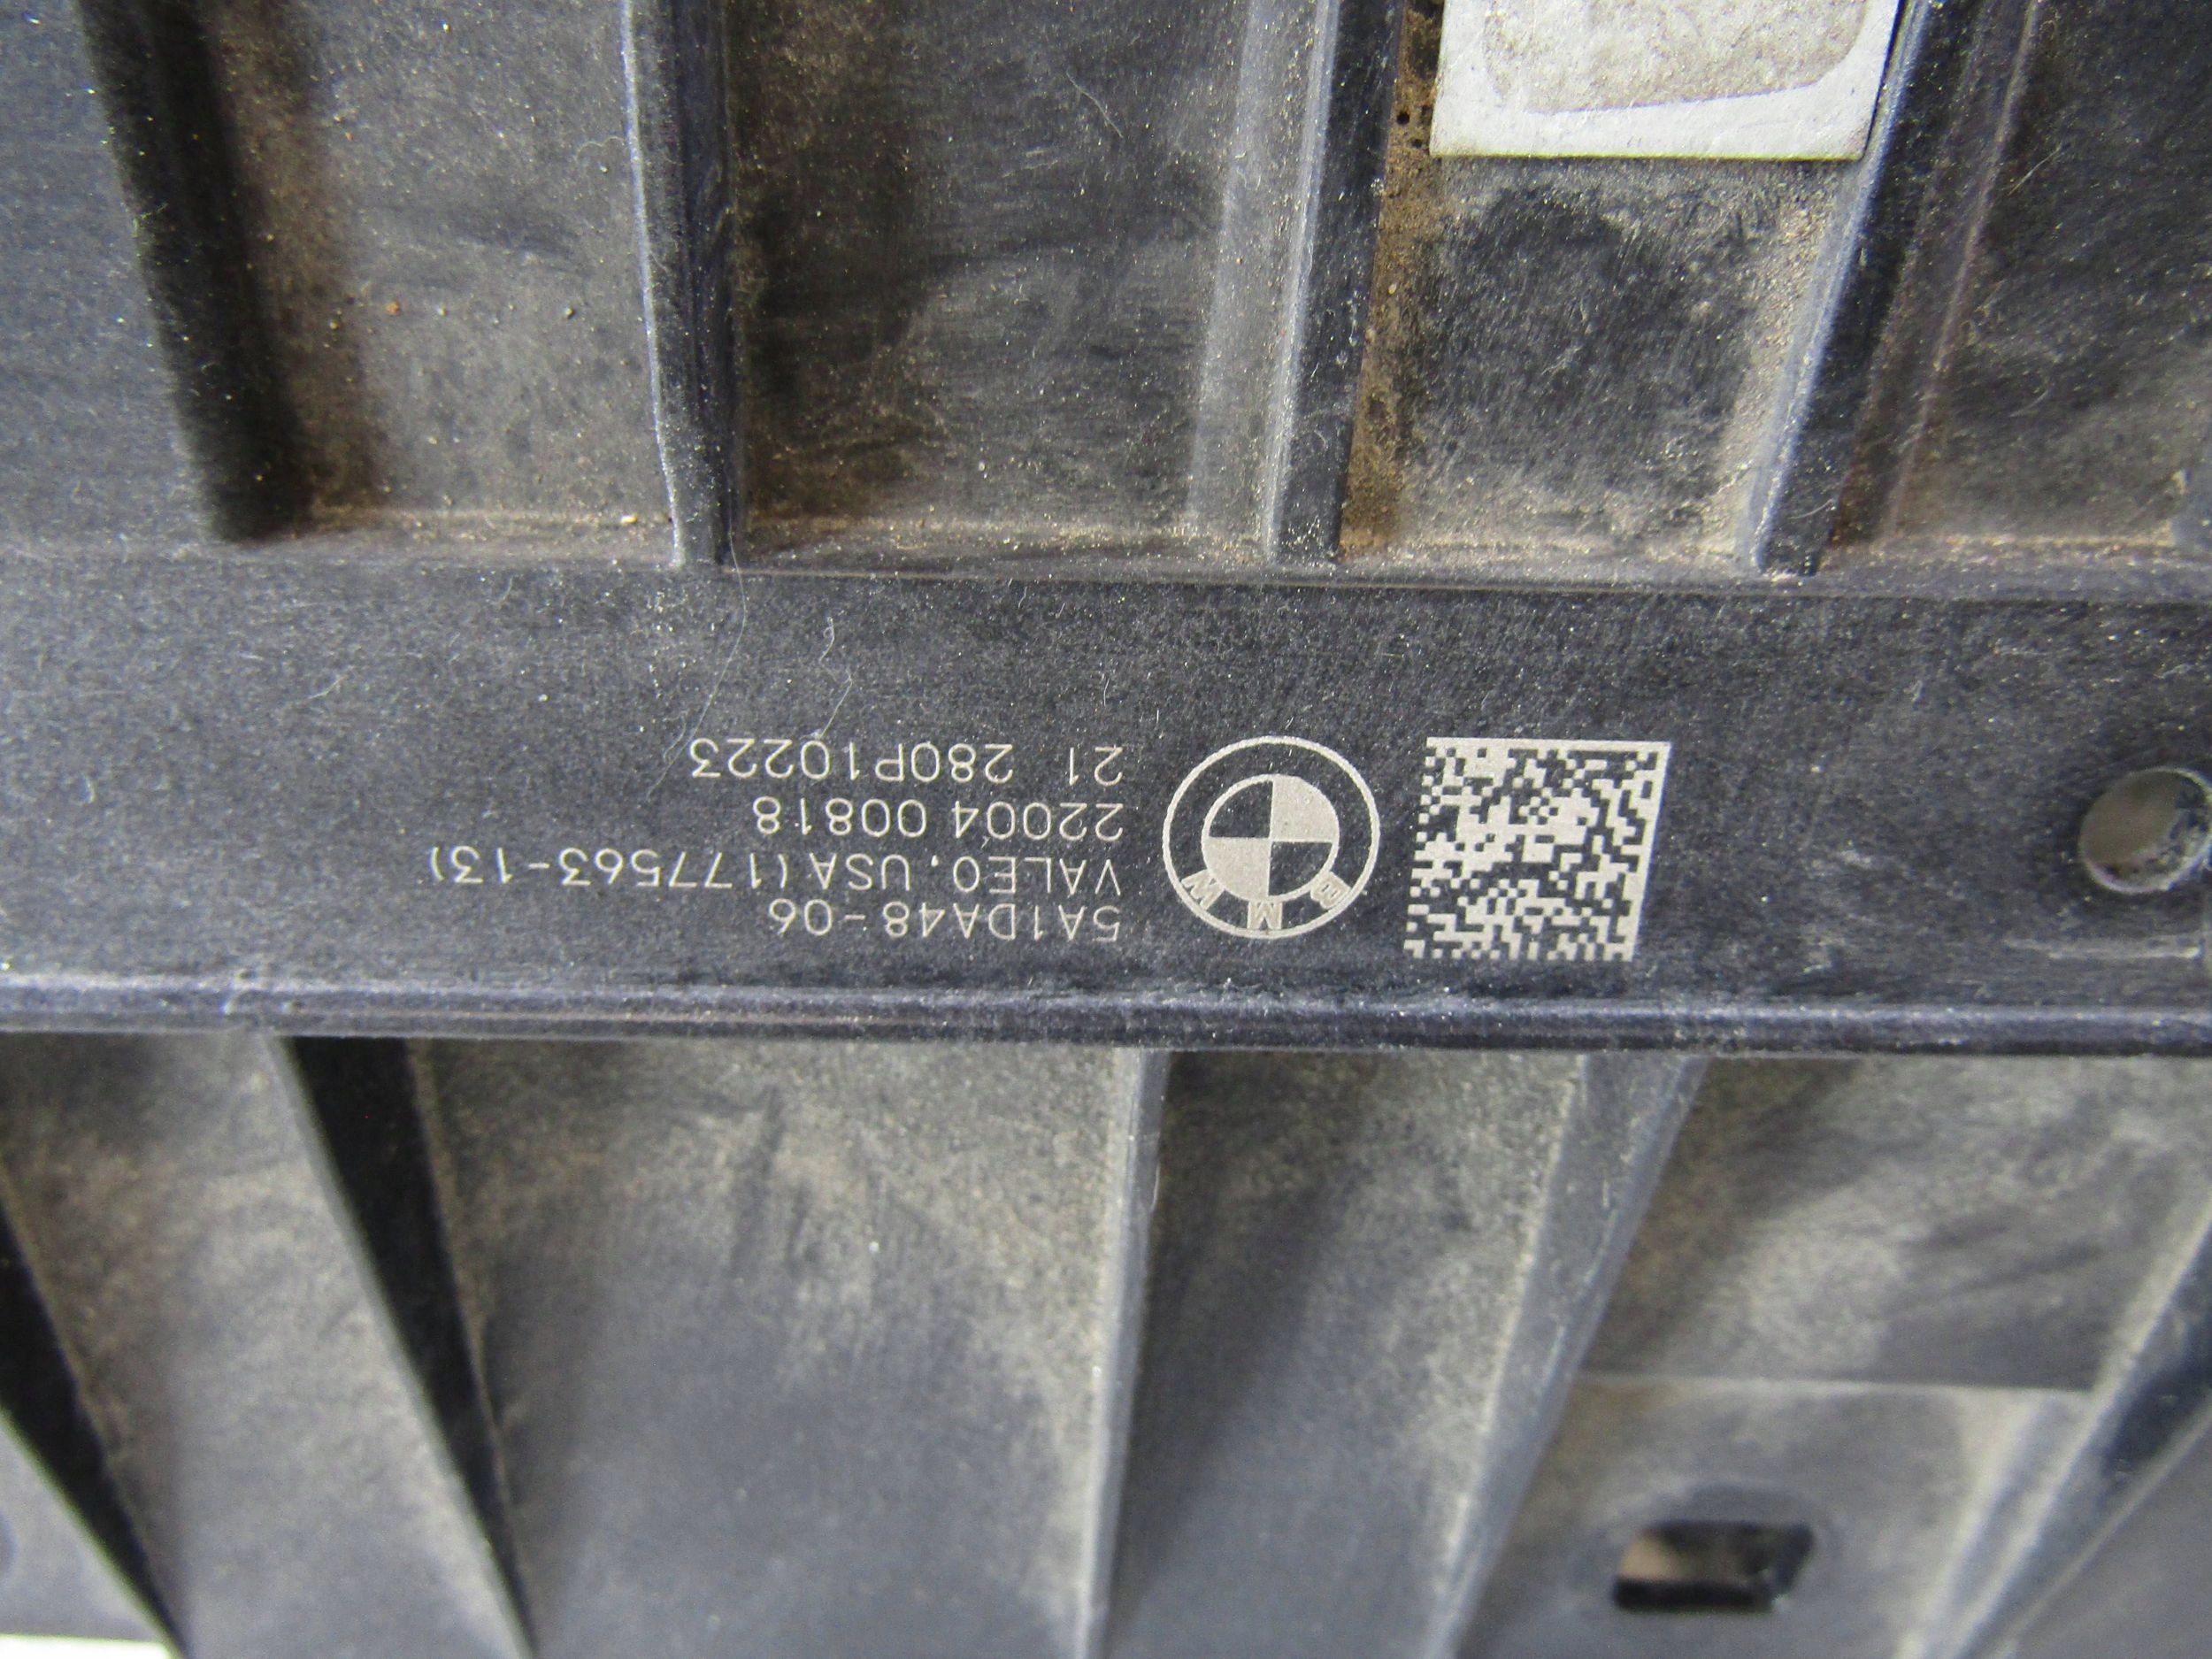 5A1DA48-06
VALEO, USA (177563-13)
22004 00818
21 280P10223
BMW